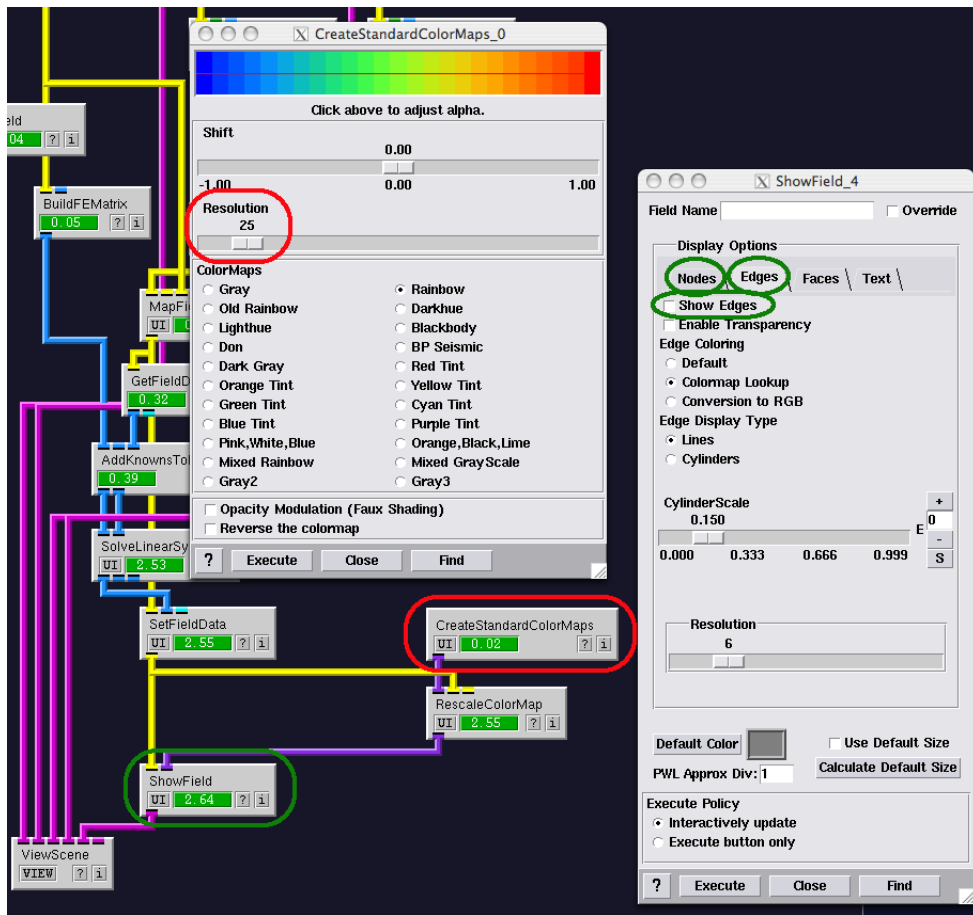 CreateStandardColorMaps_0
Click above to adjust alpha.
Shift
0.00
-1.00 0.00 1.00
Resolution
25
ColorMaps
Gray Rainbow
Old Rainbow Darkhue
Lighthue Blackbody
Don BP Seismic
Dark Gray Red Tint
Orange Tint Yellow Tint
Green Tint Cyan Tint
Blue Tint Purple Tint
Pink,White,Blue Orange,Black,Lime
Mixed Rainbow Mixed GrayScale
Gray2 Gray3
Opacity Modulation (Faux Shading)
Reverse the colormap
? Execute Close Find
eld
04 ? i
BuildFEMatrix
0.05 ? i
MapFi
UI
GetFieldD
0.32
AddKnownsTo
0.39
SolveLinearSy
UI 2.53
SetFieldData
UI 2.55 ? i
CreateStandardColorMaps
UI 0.02 ? i
RescaleColorMap
UI 2.55 ? i
ShowField
UI 2.64 ? i
ViewScene
VIEW ? i
ShowField_4
Field Name Override
Display Options
Nodes Edges Faces Text
Show Edges
Enable Transparency
Edge Coloring
Default
Colormap Lookup
Conversion to RGB
Edge Display Type
Lines
Cylinders
CylinderScale
0.150
0.000 0.333 0.666 0.999
+
E 0
-
S
Resolution
6
Default Color Use Default Size
PWL Approx Div: 1 Calculate Default Size
Execute Policy
Interactively update
Execute button only
? Execute Close Find